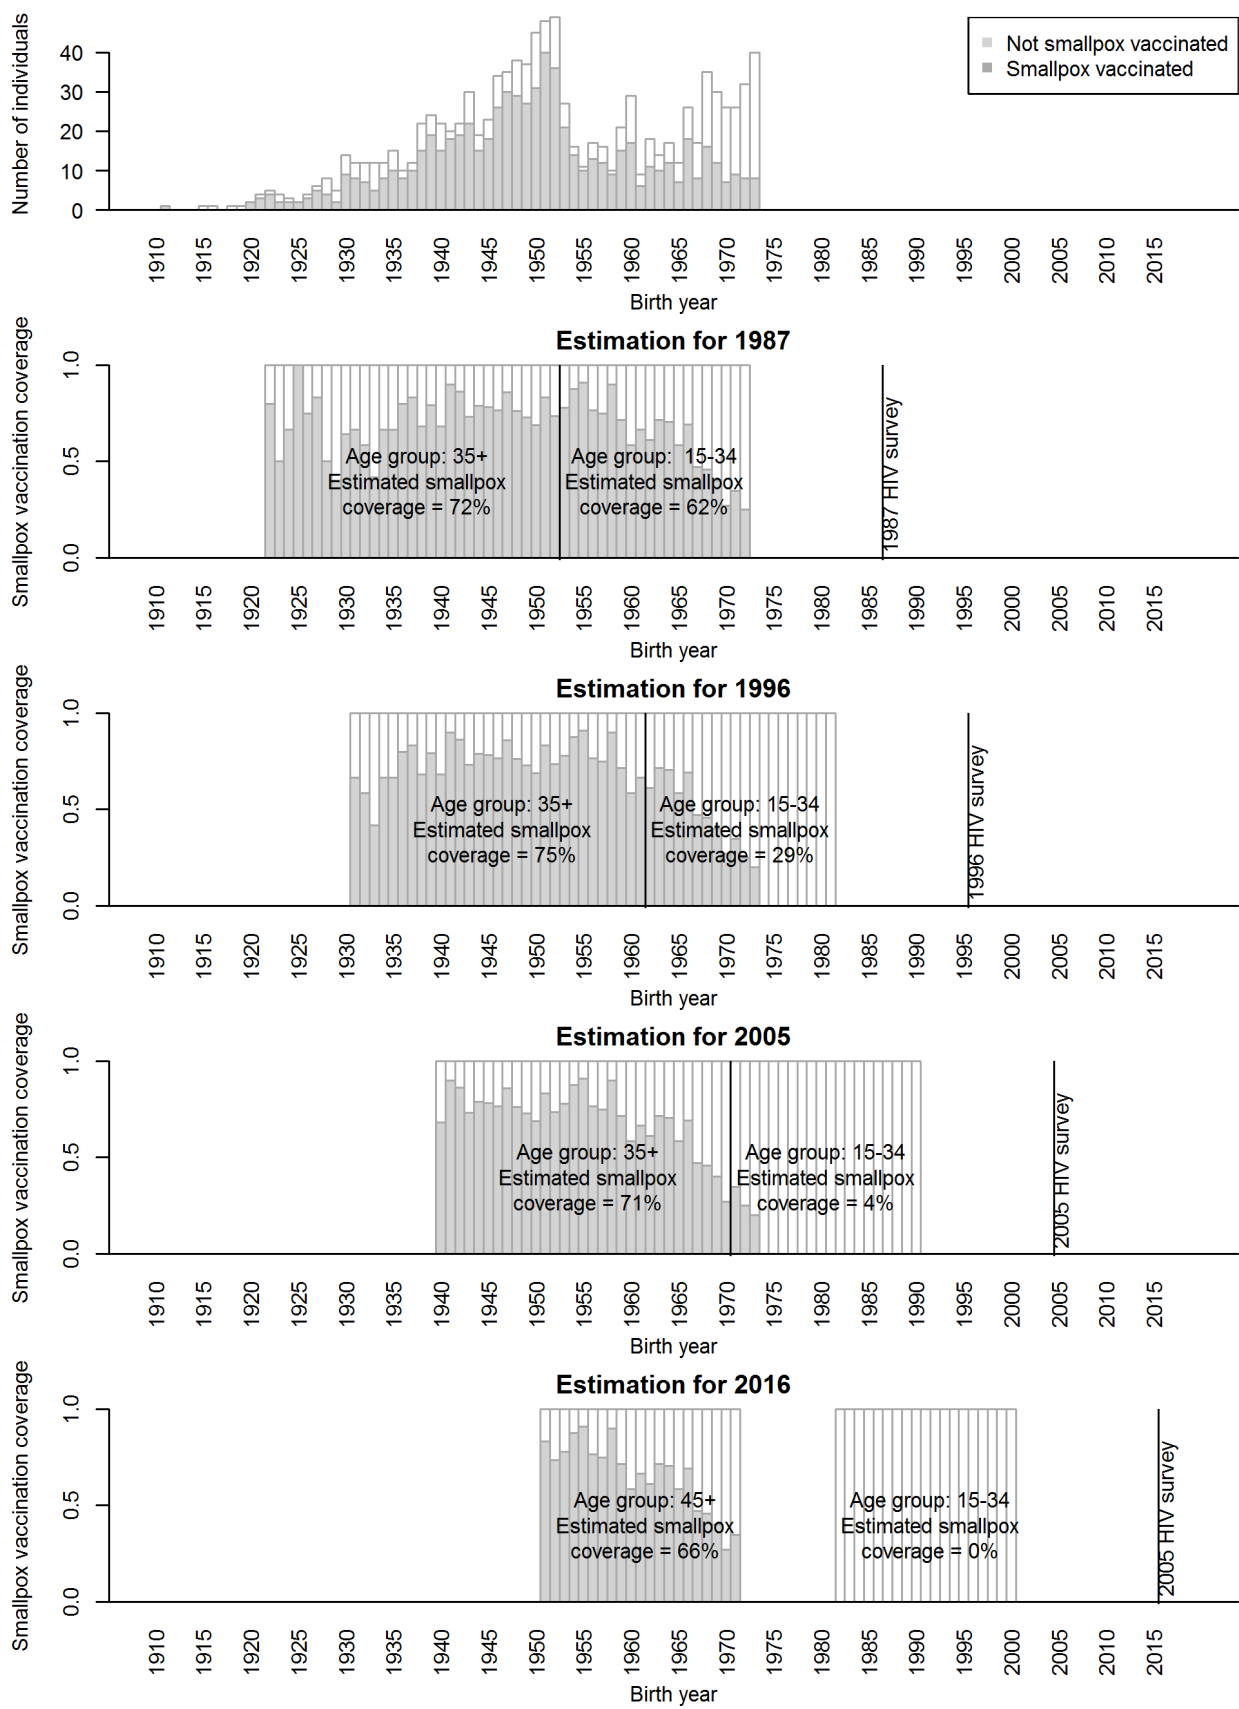 Number of individuals
0
10
20
30
40
Not smallpox vaccinated
Smallpox vaccinated
1910
1915
1920
1925
1930
1935
1940
1945
1950
1955
1960
1965
1970
1975
1980
1985
1990
1995
2000
2005
2010
2015
Birth year
Estimation for 1987
Smallpox vaccination coverage
0.0
0.5
1.0
Age group: 35+
Estimated smallpox
coverage = 72%
Age group: 15-34
Estimated smallpox
coverage = 62%
1987 HIV survey
1910
1915
1920
1925
1930
1935
1940
1945
1950
1955
1960
1965
1970
1975
1980
1985
1990
1995
2000
2005
2010
2015
Birth year
Estimation for 1996
Smallpox vaccination coverage
0.0
0.5
1.0
Age group: 35+
Estimated smallpox
coverage = 75%
Age group: 15-34
Estimated smallpox
coverage = 29%
1996 HIV survey
1910
1915
1920
1925
1930
1935
1940
1945
1950
1955
1960
1965
1970
1975
1980
1985
1990
1995
2000
2005
2010
2015
Birth year
Estimation for 2005
Smallpox vaccination coverage
0.0
0.5
1.0
Age group: 35+
Estimated smallpox
coverage = 71%
Age group: 15-34
Estimated smallpox
coverage = 4%
2005 HIV survey
1910
1915
1920
1925
1930
1935
1940
1945
1950
1955
1960
1965
1970
1975
1980
1985
1990
1995
2000
2005
2010
2015
Birth year
Estimation for 2016
Smallpox vaccination coverage
0.0
0.5
1.0
Age group: 45+
Estimated smallpox
coverage = 66%
Age group: 15-34
Estimated smallpox
coverage = 0%
2005 HIV survey
1910
1915
1920
1925
1930
1935
1940
1945
1950
1955
1960
1965
1970
1975
1980
1985
1990
1995
2000
2005
2010
2015
Birth year